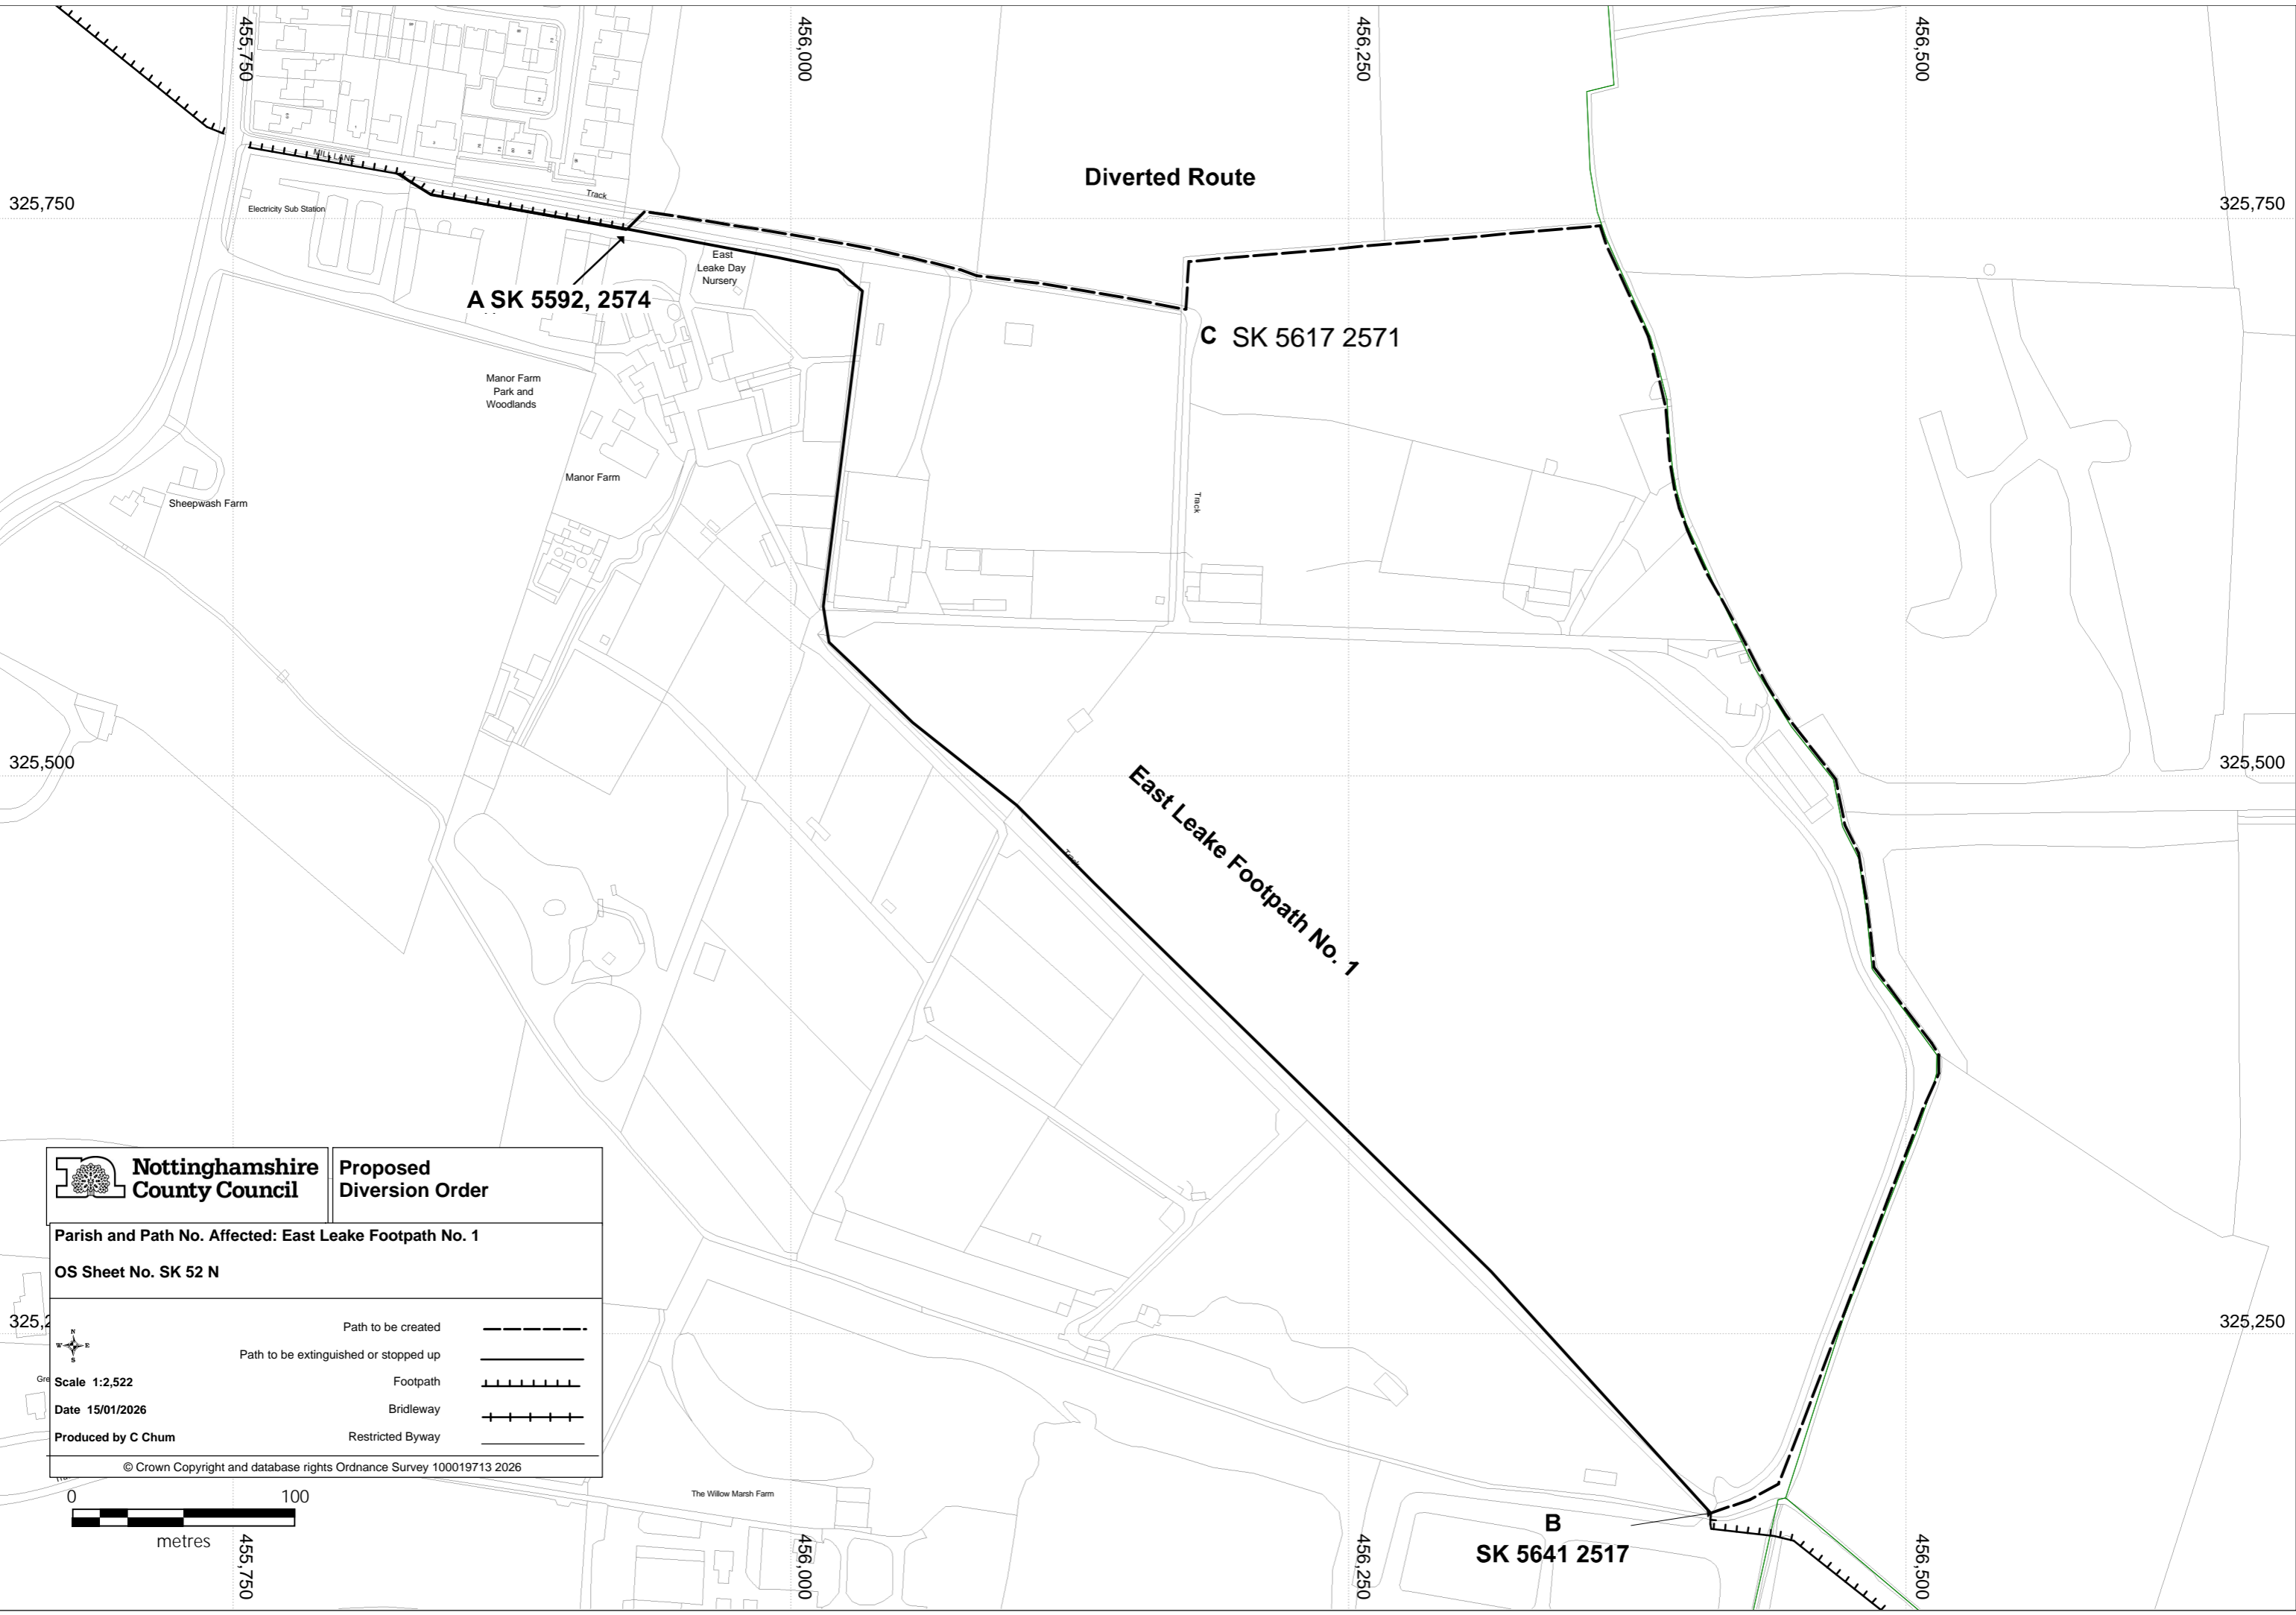 455,750
456,000
456,250
456,500
MILL LANE
Track
Diverted Route
325,750
325,750
Electricity Sub Station
East
Leake Day
Nursery
A SK 5592, 2574
C SK 5617 2571
Manor Farm
Park and
Woodlands
Manor Farm
Sheepwash Farm
Track
325,500
325,500
East Leake Footpath No. 1
Track
Nottinghamshire
County Council
Proposed
Diversion Order
Parish and Path No. Affected: East Leake Footpath No. 1
OS Sheet No. SK 52 N
325,2
325,250
N
W E
S
Path to be created
Path to be extinguished or stopped up
Scale 1:2,522
Footpath
Date 15/01/2026
Bridleway
Produced by C Chum
Restricted Byway
© Crown Copyright and database rights Ordnance Survey 100019713 2026
0 100
metres
The Willow Marsh Farm
B
SK 5641 2517
455,750
456,000
456,250
456,500